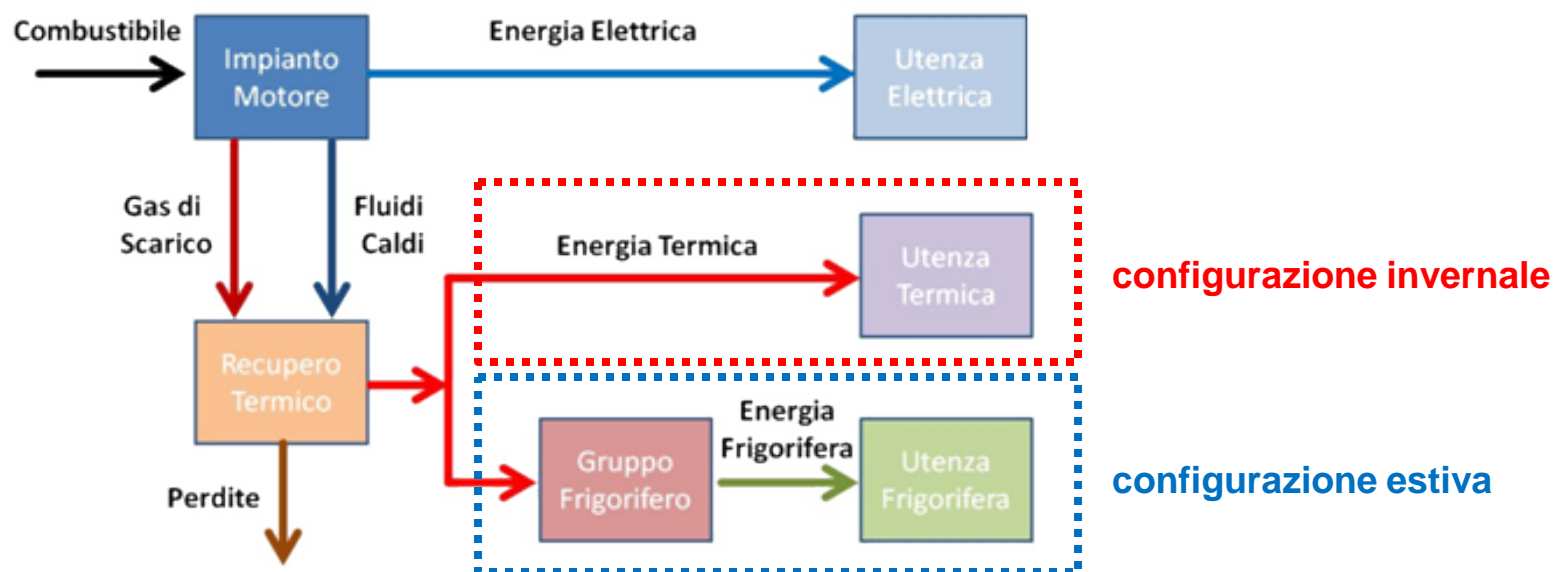 Combustibile
Impianto
Motore
Energia Elettrica
Utenza
Elettrica
Gas di
Scarico
Fluidi
Caldi
Energia Termica
Utenza
Termica
configurazione invernale
Recupero
Termico
Perdite
Gruppo
Frigorifero
Energia
Frigorifera
Utenza
Frigorifera
configurazione estiva